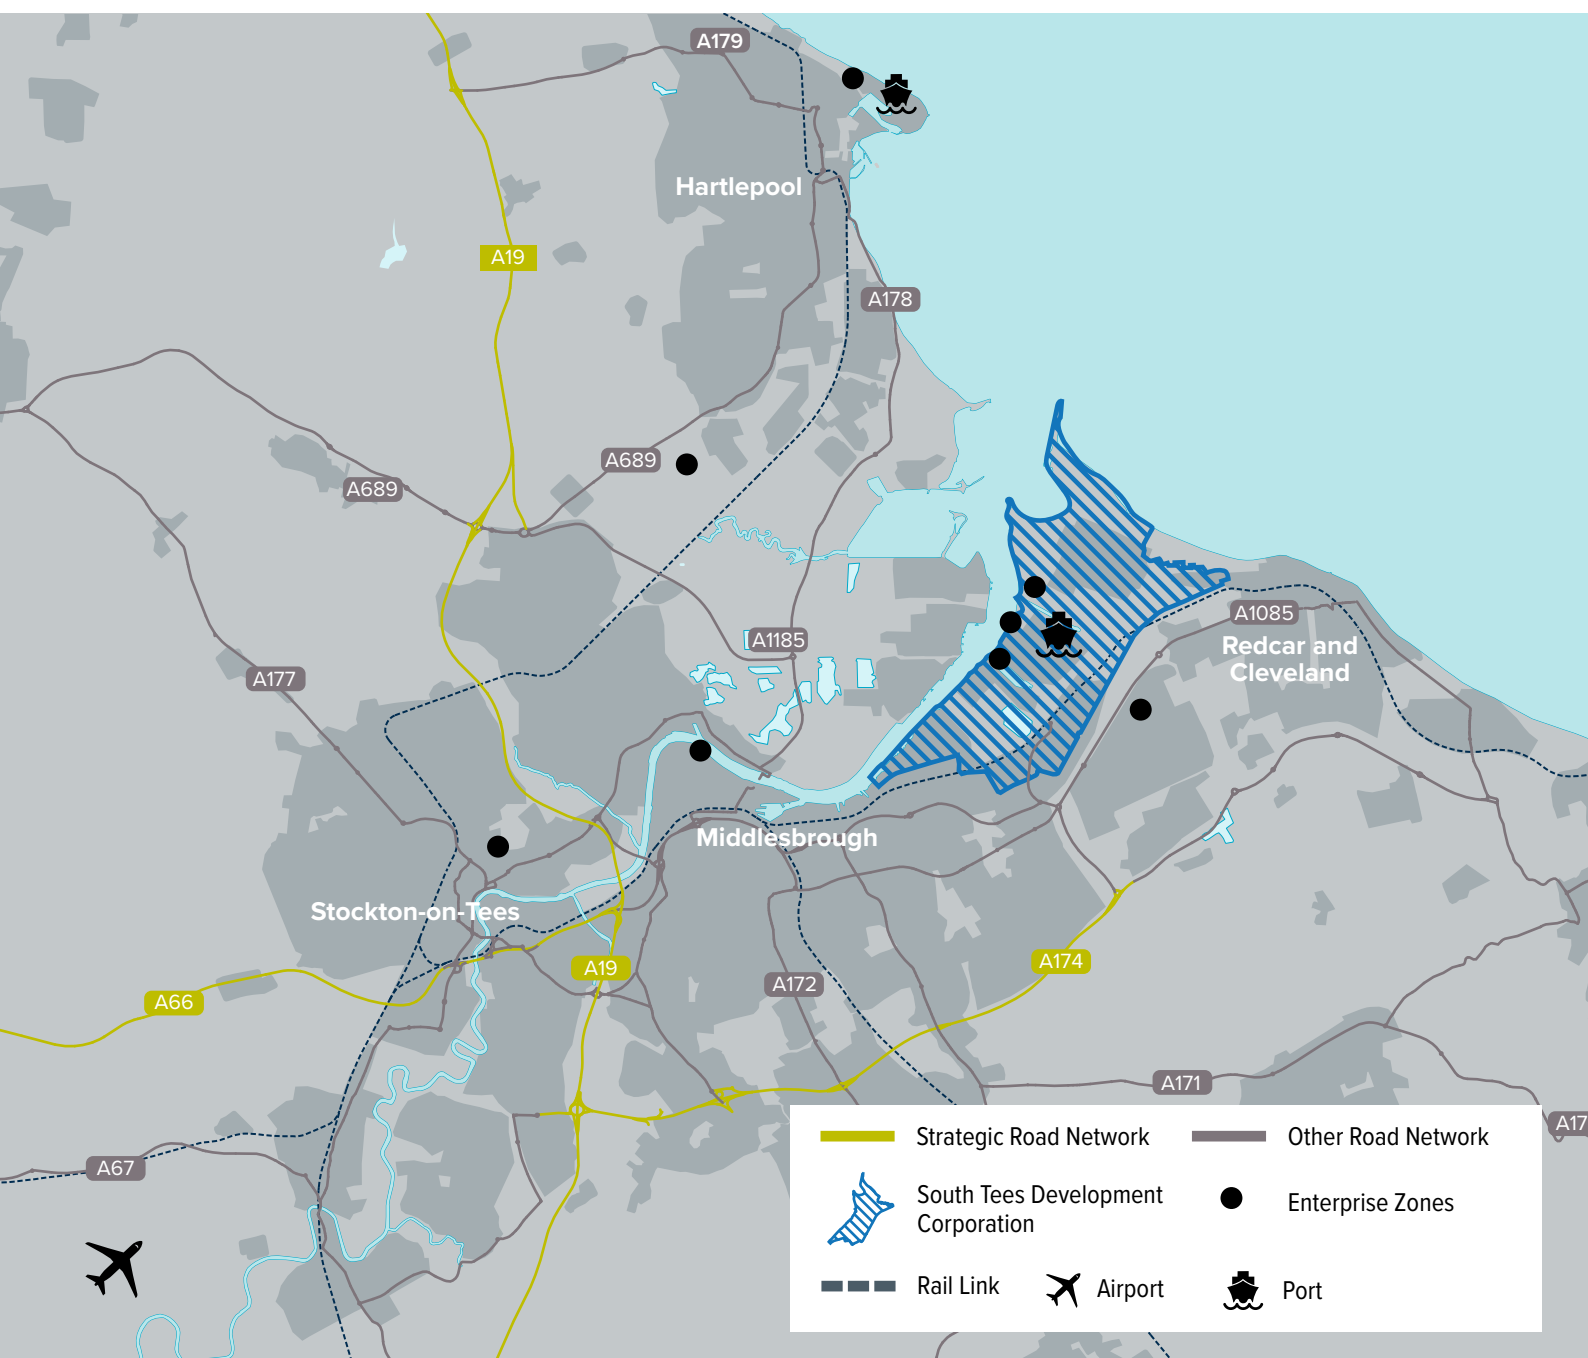 A179
Hartlepool
A19
A178
A689
A689
A1185
A1085
Redcar and
Cleveland
A177
Middlesbrough
Stockton-on-Tees
A19
A174
A172
A66
A171
A17
A67
Strategic Road Network
Other Road Network
South Tees Development
Corporation
Enterprise Zones
Rail Link
Airport
Port